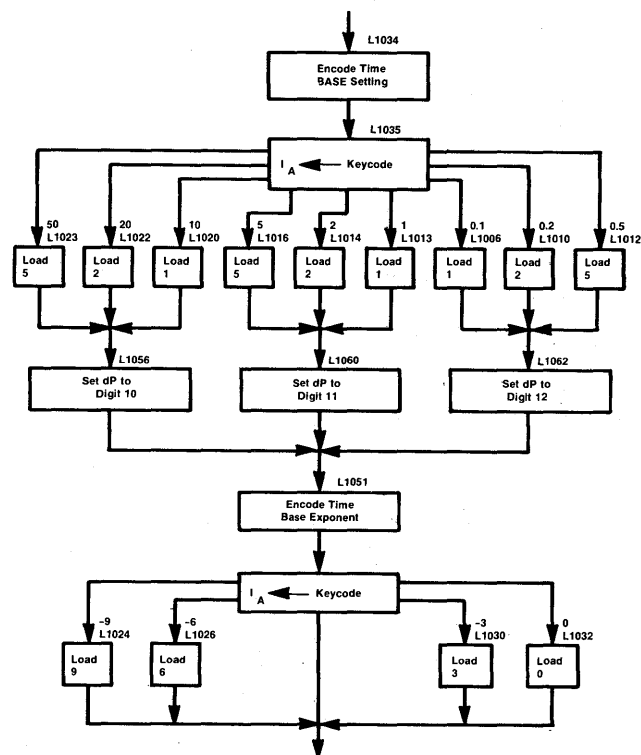 L1034
Encode Time
BASE Setting
L1035
I A Keycode
50
L1023
20
L1022
10
L1020
5
L1016
2
L1014
1
L1013
0.1
L1006
0.2
L1010
0.5
L1012
Load
5
Load
2
Load
1
Load
5
Load
2
Load
1
Load
1
Load
2
Load
5
L1056
Set dP to
Digit 10
L1060
Set dP to
Digit 11
L1062
Set dP to
Digit 12
L1051
Encode Time
Base Exponent
I A Keycode
-9
L1024
-6
L1026
-3
L1030
0
L1032
Load
9
Load
6
Load
3
Load
0